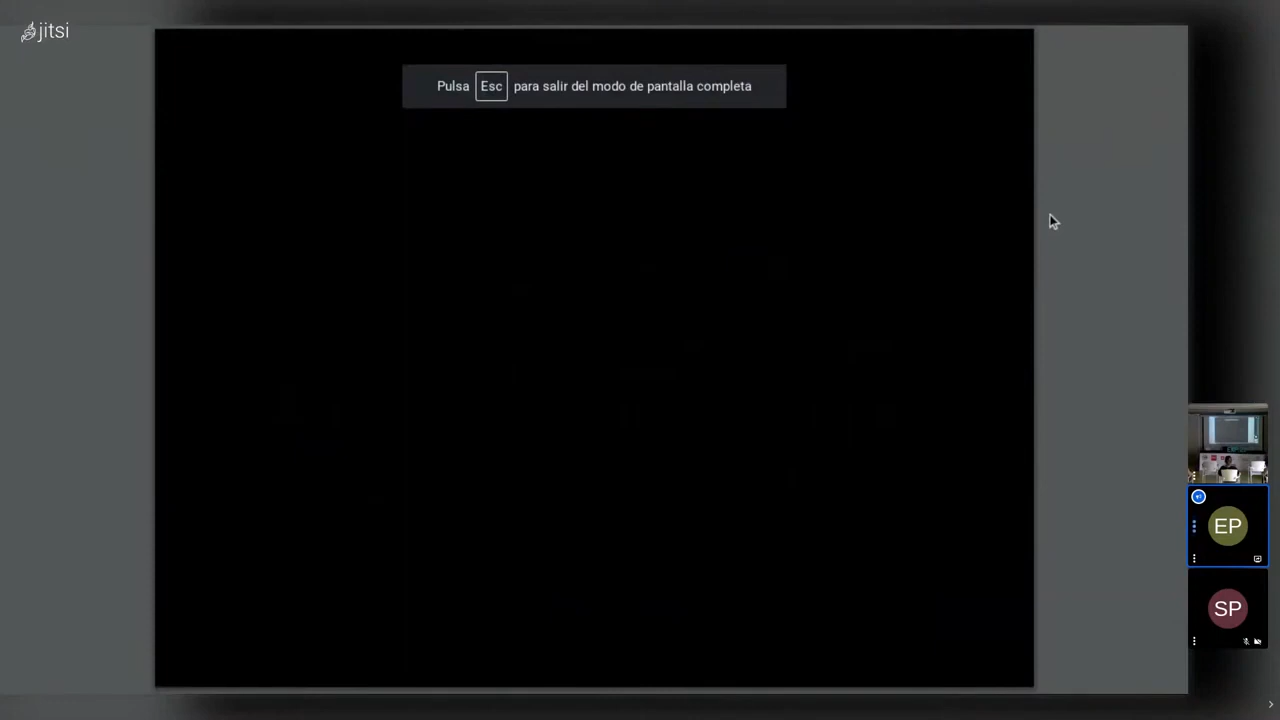 jitsi
Pulsa Esc para salir del modo de pantalla completa
EP
SP